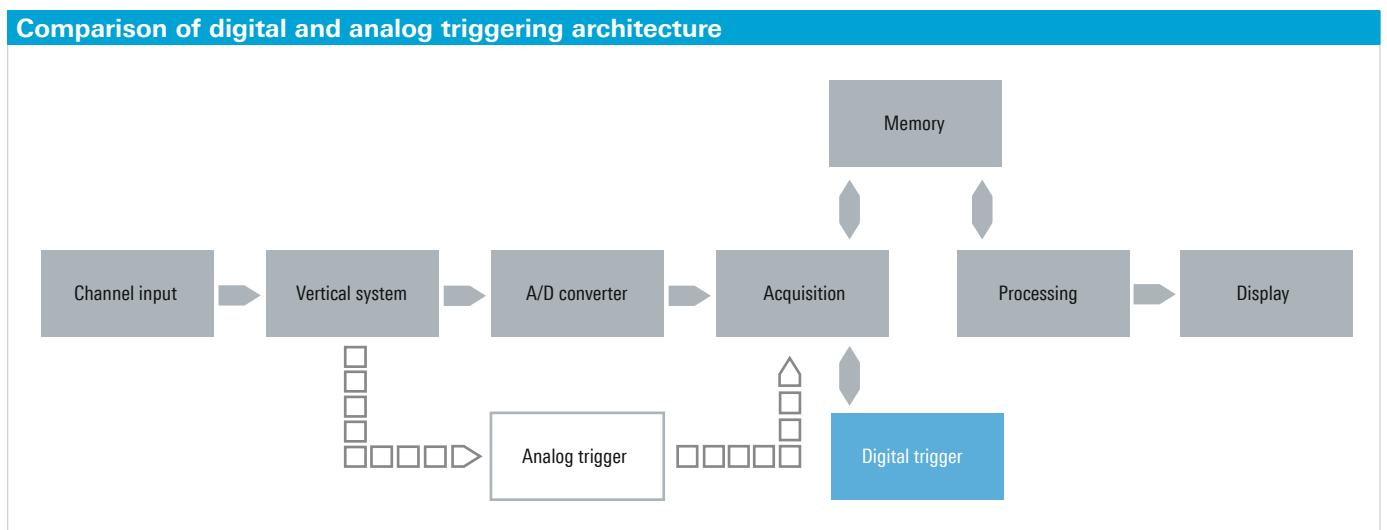 Comparison of digital and analog triggering architecture
Memory
Channel input
Vertical system
A/D converter
Acquisition
Processing
Display
Analog trigger
Digital trigger